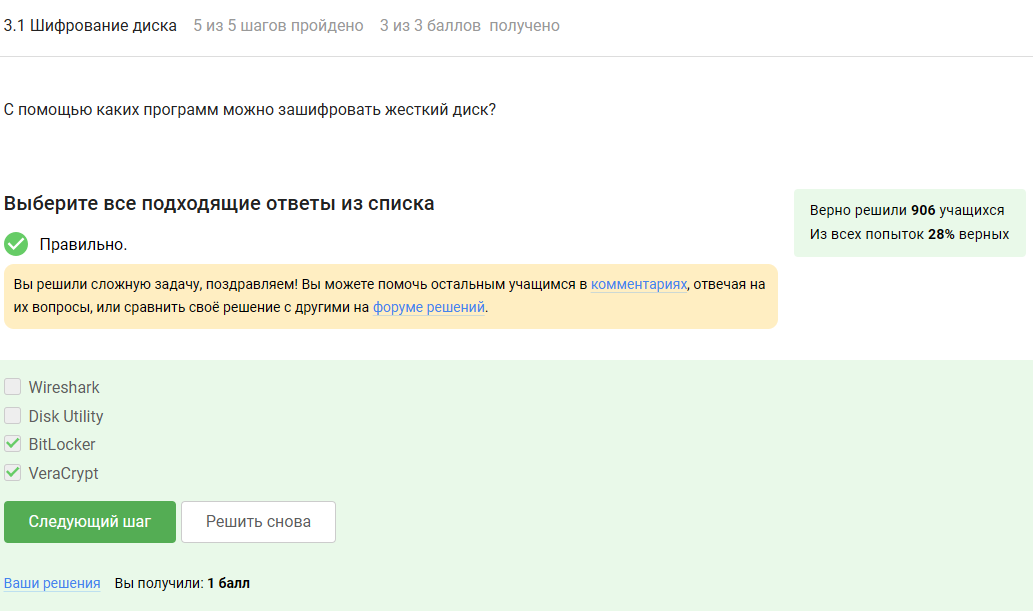 3.1 Шифрование диска 5 из 5 шагов пройдено 3 из 3 баллов получено
С помощью каких программ можно зашифровать жесткий диск?
Выберите все подходящие ответы из списка
Правильно.
Вы решили сложную задачу, поздравляем! Вы можете помочь остальным учащимся в комментариях, отвечая на
их вопросы, или сравнить своё решение с другими на форуме решений.
Верно решили 906 учащихся
Из всех попыток 28% верных
Wireshark
Disk Utility
BitLocker
VeraCrypt
Следующий шаг Решить снова
Ваши решения Вы получили: 1 балл